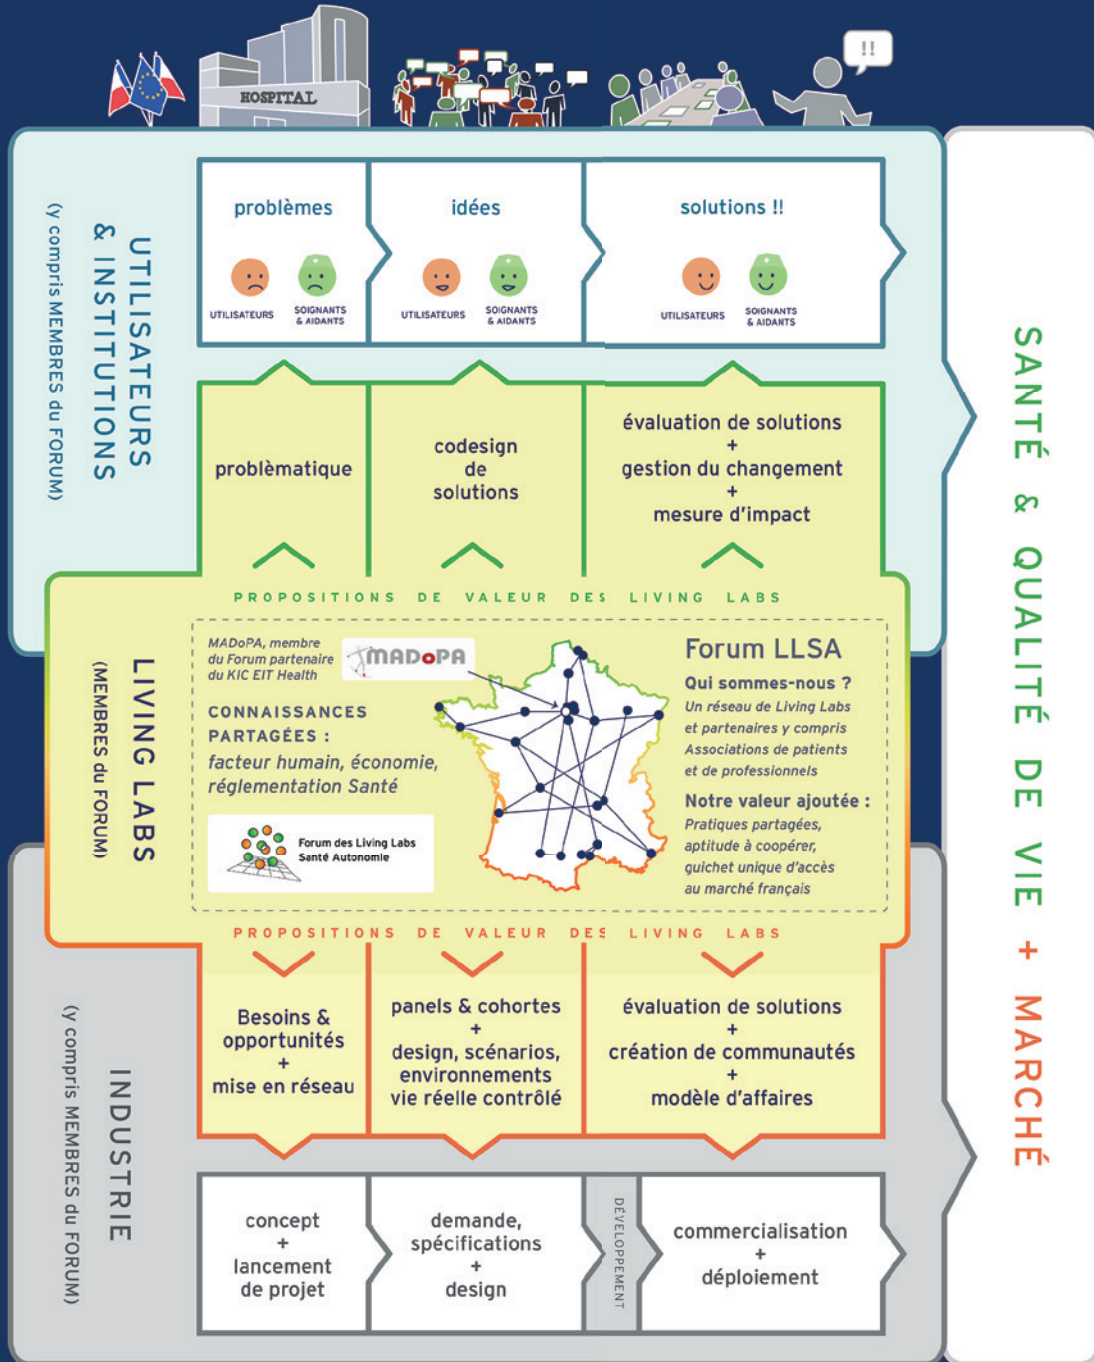 HOSPITAL
!!
UTILISATEURS
& INSTITUTIONS
(y compris MEMBRES du FORUM)
problèmes
UTILISATEURS
SOIGNANTS
& AIDANTS
idées
UTILISATEURS
SOIGNANTS
& AIDANTS
solutions !!
UTILISATEURS
SOIGNANTS
& AIDANTS
problèmatique
codesign
de
solutions
évaluation de solutions
+
gestion du changement
+
mesure d'impact
PROPOSITIONS DE VALEUR DES LIVING LABS
LIVING LABS
(MEMBRES du FORUM)
MADoPA, membre
du Forum partenaire
du KIC EIT Health
MADoPA
CONNAISSANCES
PARTAGÉES :
facteur humain, économie,
réglementation Santé
Forum des Living Labs
Santé Autonomie
Forum LLSA
Qui sommes-nous ?
Un réseau de Living Labs
et partenaires y compris
Associations de patients
et de professionnels
Notre valeur ajoutée :
Pratiques partagées,
aptitude à coopérer,
guichet unique d'accès
au marché français
PROPOSITIONS DE VALEUR DES LIVING LABS
Besoins &
opportunités
+
mise en réseau
panels & cohortes
+
design, scénarios,
environnements
vie réelle contrôlé
évaluation de solutions
+
création de communautés
+
modèle d'affaires
INDUSTRIE
(y compris MEMBRES du FORUM)
concept
+
lancement
de projet
demande,
spécifications
+
design
DÉVELOPPEMENT
commercialisation
+
déploiement
SANTÉ & QUALITÉ DE VIE + MARCHÉ